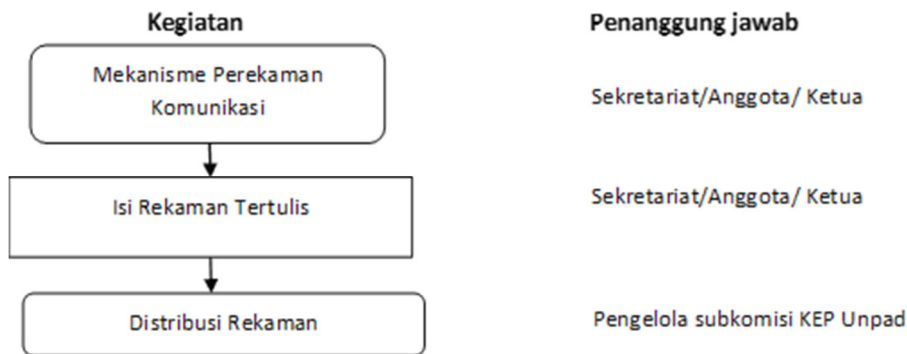 Kegiatan
Penanggung jawab
Mekanisme Perekaman
Komunikasi
Sekretariat/Anggota/ Ketua
Isi Rekaman Tertulis
Sekretariat/Anggota/ Ketua
Distribusi Rekaman
Pengelola subkomisi KEP Unpad